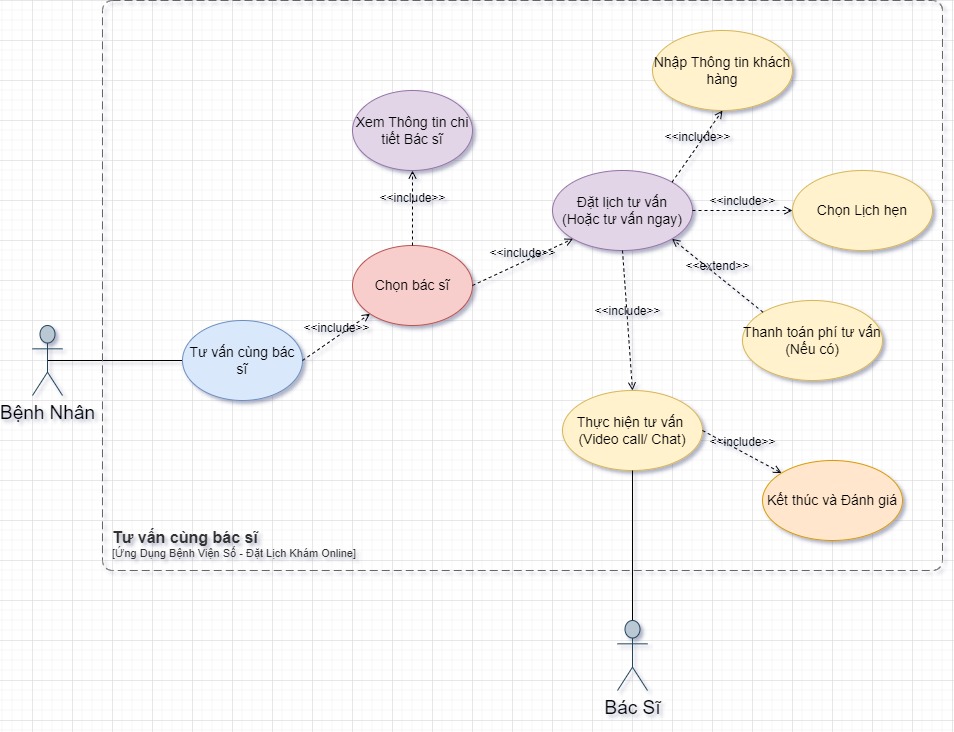 Nhập Thông tin khách
hàng
<<include>>
Xem Thông tin chi
tiết Bác sĩ
<<include>>
Đặt lịch tư vấn
(Hoặc tư vấn ngay)
<<include>>
Chọn Lịch hẹn
<<include>>
<<extend>>
Chọn bác sĩ
<<include>>
<<include>>
Thanh toán phí tư vấn
(Nếu có)
Tư vấn cùng bác
sĩ
Bệnh Nhân
Thực hiện tư vấn
(Video call/ Chat)
<<include>>
Kết thúc và Đánh giá
Tư vấn cùng bác sĩ
[Ứng Dụng Bệnh Viện Số - Đặt Lịch Khám Online]
Bác Sĩ